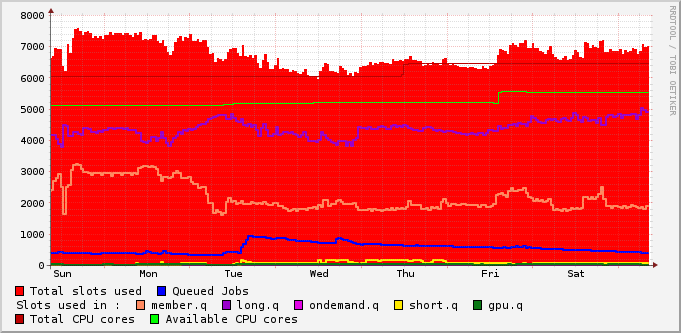 8000
7000
6000
5000
4000
3000
2000
1000
0
Sun Mon Tue Wed Thu Fri Sat
Total slots used Queued Jobs
Slots used in : member.q long.q ondemand.q short.q gpu.q
Total CPU cores Available CPU cores
RRDTOOL / TOBI OETIKER